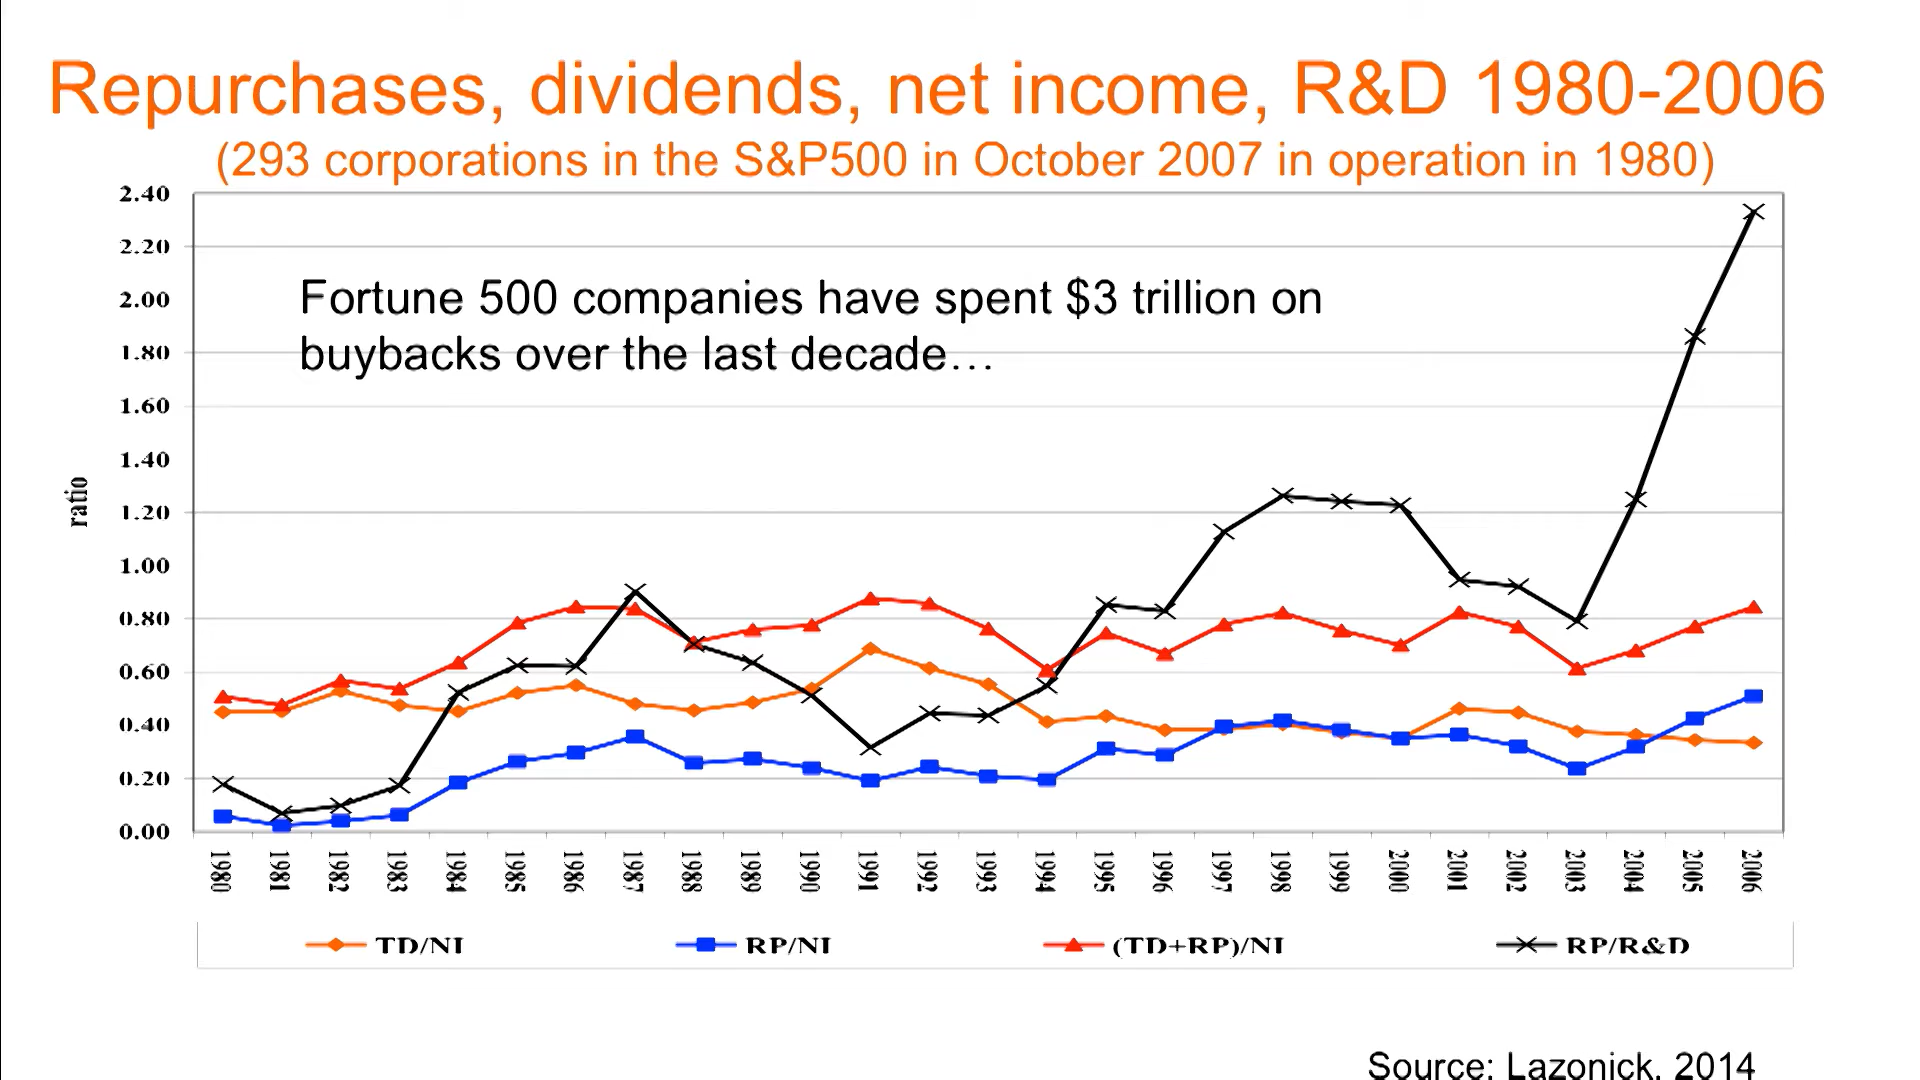 Repurchases, dividends, net income, R&D 1980-2006
(293 corporations in the S&P500 in October 2007 in operation in 1980)
2.40
2.20
2.00
1.80
1.60
1.40
1.20
1.00
0.80
0.60
0.40
0.20
0.00
ratio
Fortune 500 companies have spent $3 trillion on
buybacks over the last decade…
1980 1981 1982 1983 1984 1985 1986 1987 1988 1989 1990 1991 1992 1993 1994 1995 1996 1997 1998 1999 2000 2001 2002 2003 2004 2005 2006
TD/NI RP/NI (TD+RP)/NI RP/R&D
Source: Lazonick, 2014